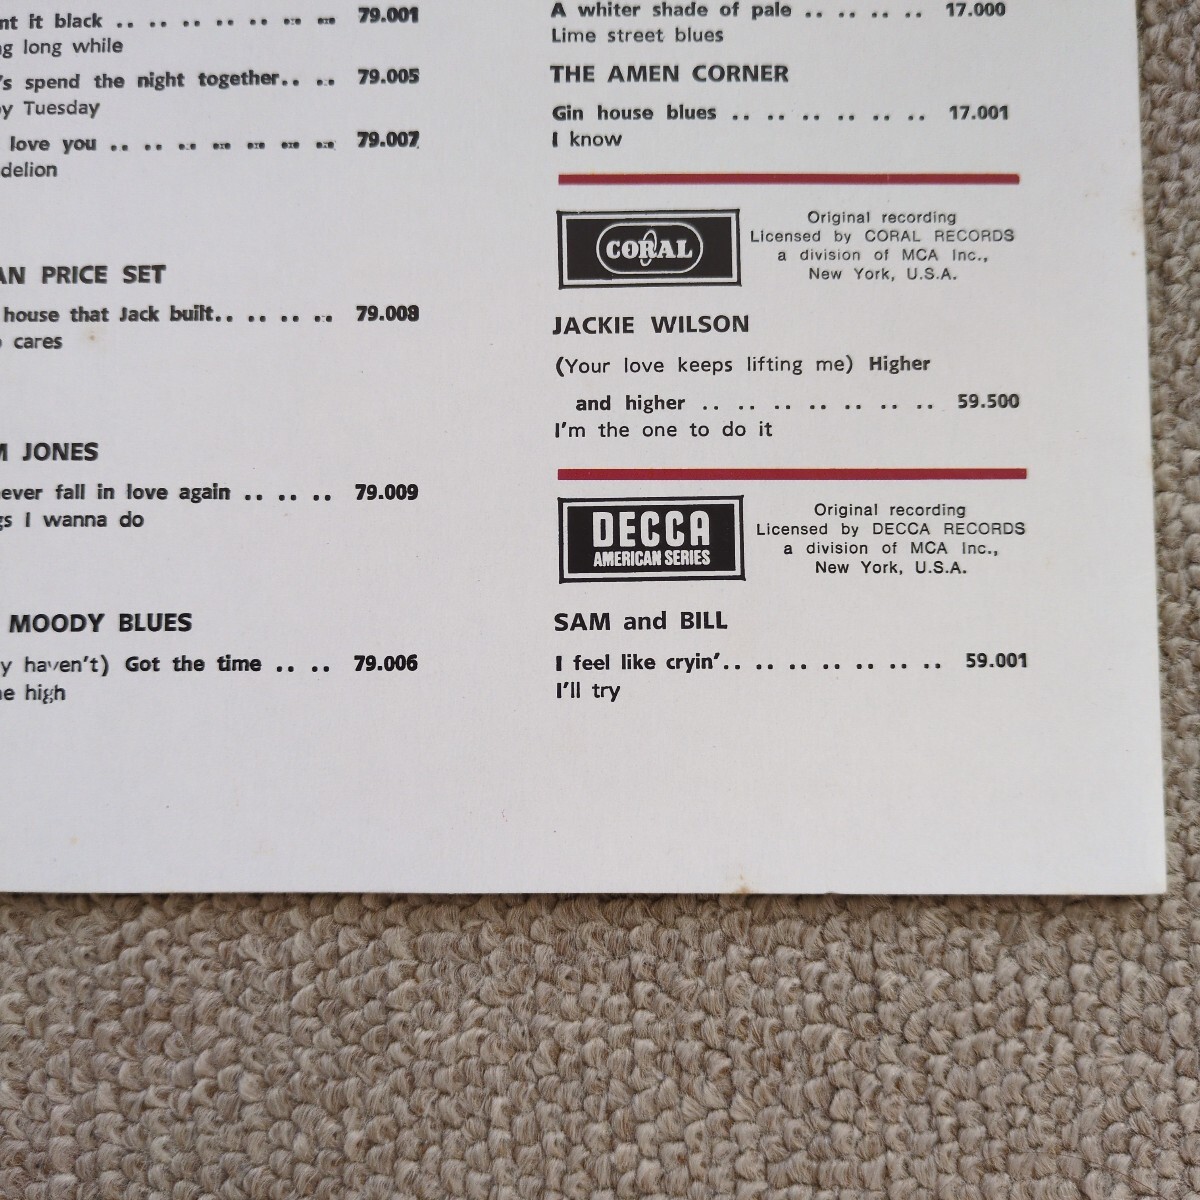 nt it black .. .. .. .. .. .. .. 79.001
g long while
's spend the night together.. .. 79.005
y Tuesday
love you .. .. .. .. .. .. .. 79.007
delion
AN PRICE SET
house that Jack built.. .. .. .. 79.008
cares
JONES
ever fall in love again .. .. .. 79.009
gs I wanna do
MOODY BLUES
y haven't) Got the time .. .. 79.006
e high
A whiter shade of pale .. .. .. .. 17.000
Lime street blues
THE AMEN CORNER
Gin house blues .. .. .. .. .. .. 17.001
I know
CORAL
Original recording
Licensed by CORAL RECORDS
a division of MCA Inc.,
New York, U.S.A.
JACKIE WILSON
(Your love keeps lifting me) Higher
and higher .. .. .. .. .. .. .. 59.500
I'm the one to do it
DECCA
AMERICAN SERIES
Original recording
Licensed by DECCA RECORDS
a division of MCA Inc.,
New York, U.S.A.
SAM and BILL
I feel like cryin'.. .. .. .. .. .. .. 59.001
I'll try